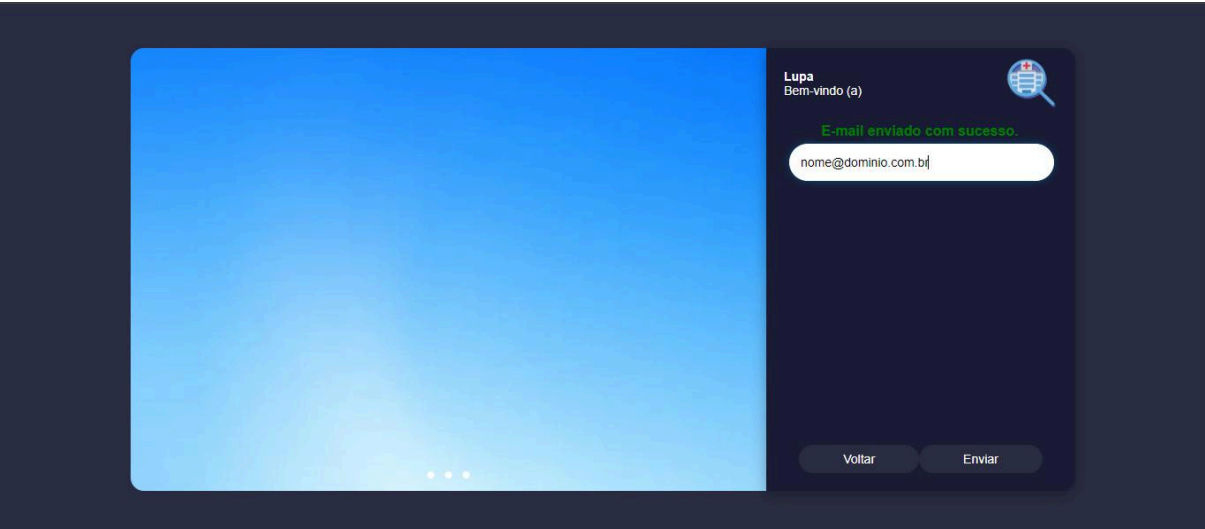 Lupa
Bem-vindo (a)
E-mail enviado com sucesso.
nome@dominio.com.br
Voltar
Enviar